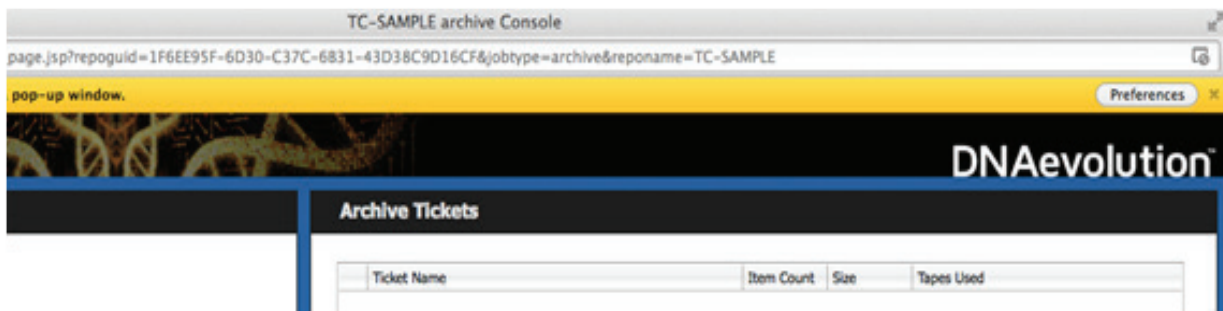 TC-SAMPLE archive Console
page.jsp?repoguid=1F6EE95F-6D30-C37C-6B31-43D38C9D16CF&jobtype=archive&reponame=TC-SAMPLE
pop-up window.
Preferences
DNAevolution™
Archive Tickets
Ticket Name Item Count Size Tapes Used